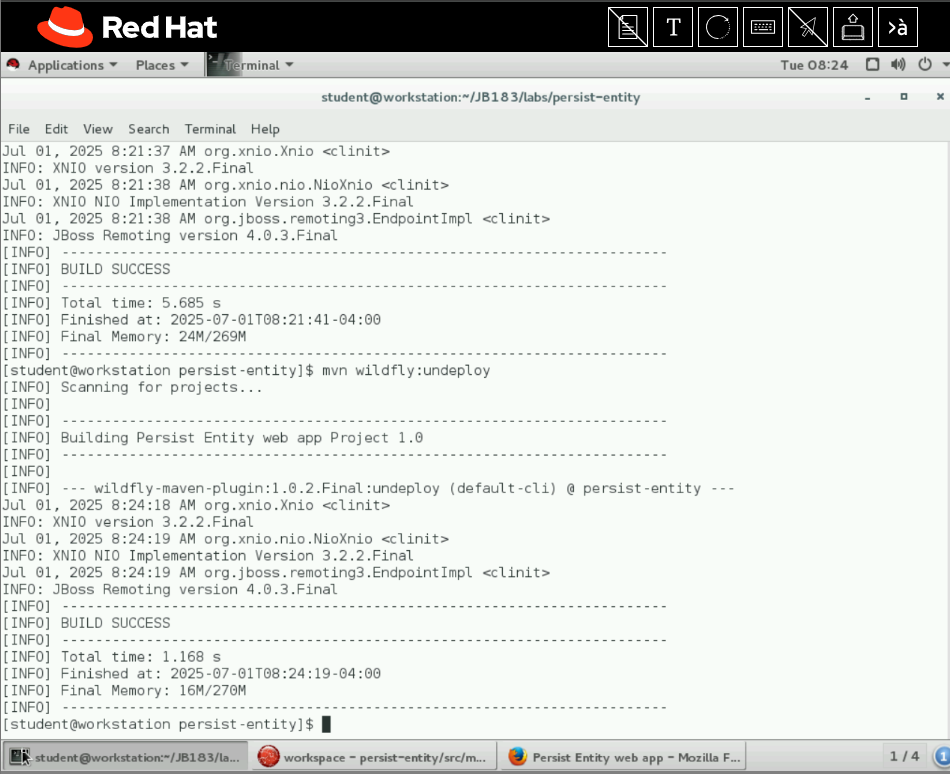 Red Hat
T
>à
Applications Places Terminal Tue 08:24
student@workstation:~/JB183/labs/persist-entity
File Edit View Search Terminal Help
Jul 01, 2025 8:21:37 AM org.xnio.Xnio <clinit>
INFO: XNIO version 3.2.2.Final
Jul 01, 2025 8:21:38 AM org.xnio.nio.NioXnio <clinit>
INFO: XNIO NIO Implementation Version 3.2.2.Final
Jul 01, 2025 8:21:38 AM org.jboss.remoting3.EndpointImpl <clinit>
INFO: JBoss Remoting version 4.0.3.Final
[INFO] ------------------------------------------------------------------------
[INFO] BUILD SUCCESS
[INFO] ------------------------------------------------------------------------
[INFO] Total time: 5.685 s
[INFO] Finished at: 2025-07-01T08:21:41-04:00
[INFO] Final Memory: 24M/269M
[INFO] ------------------------------------------------------------------------
[student@workstation persist-entity]$ mvn wildfly:undeploy
[INFO] Scanning for projects...
[INFO]
[INFO] ------------------------------------------------------------------------
[INFO] Building Persist Entity web app Project 1.0
[INFO] ------------------------------------------------------------------------
[INFO]
[INFO] --- wildfly-maven-plugin:1.0.2.Final:undeploy (default-cli) @ persist-entity ---
Jul 01, 2025 8:24:18 AM org.xnio.Xnio <clinit>
INFO: XNIO version 3.2.2.Final
Jul 01, 2025 8:24:19 AM org.xnio.nio.NioXnio <clinit>
INFO: XNIO NIO Implementation Version 3.2.2.Final
Jul 01, 2025 8:24:19 AM org.jboss.remoting3.EndpointImpl <clinit>
INFO: JBoss Remoting version 4.0.3.Final
[INFO] ------------------------------------------------------------------------
[INFO] BUILD SUCCESS
[INFO] ------------------------------------------------------------------------
[INFO] Total time: 1.168 s
[INFO] Finished at: 2025-07-01T08:24:19-04:00
[INFO] Final Memory: 16M/270M
[INFO] ------------------------------------------------------------------------
[student@workstation persist-entity]$
student@workstation:~/JB183/la... workspace - persist-entity/src/m... Persist Entity web app - Mozilla F... 1 / 4 1